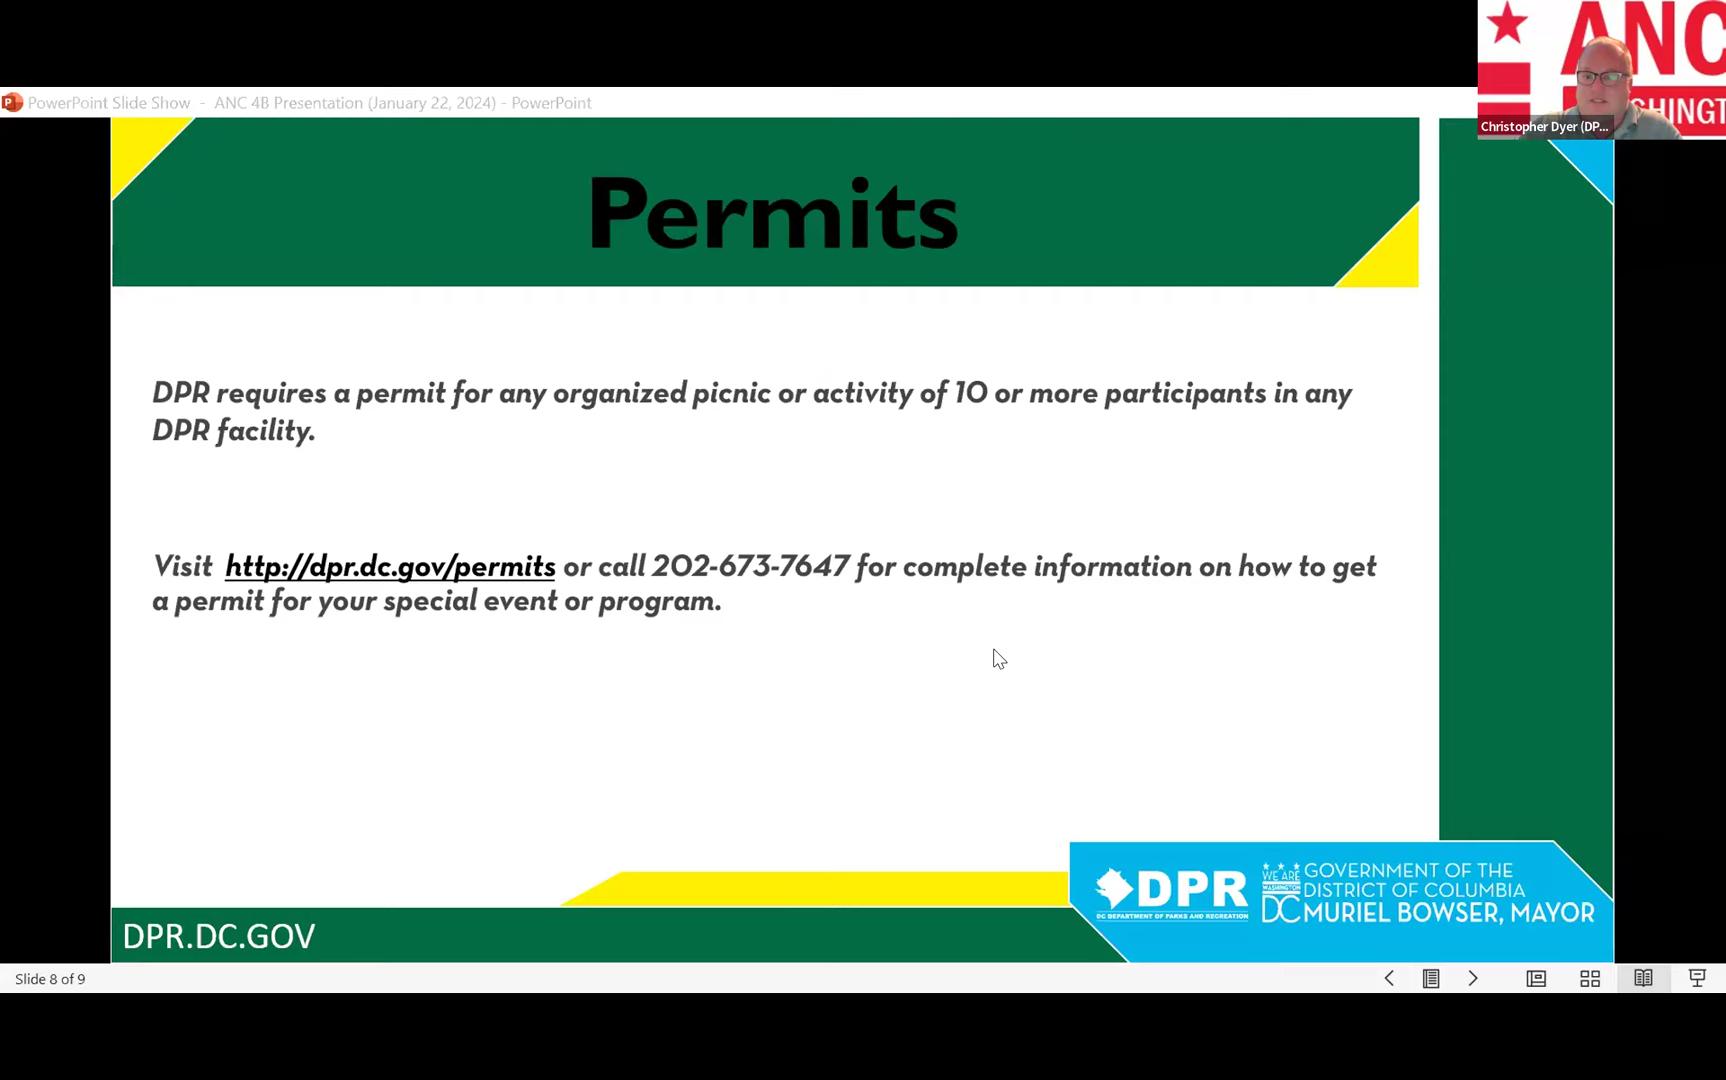 ANC
WASHINGT
Christopher Dyer (DP...
PowerPoint Slide Show - ANC 4B Presentation (January 22, 2024) - PowerPoint
Permits
DPR requires a permit for any organized picnic or activity of 10 or more participants in any
DPR facility.
Visit http://dpr.dc.gov/permits or call 202-673-7647 for complete information on how to get
a permit for your special event or program.
DPR
DC DEPARTMENT OF PARKS AND RECREATION
WE ARE
WASHINGTON
DC
GOVERNMENT OF THE
DISTRICT OF COLUMBIA
MURIEL BOWSER, MAYOR
DPR.DC.GOV
Slide 8 of 9